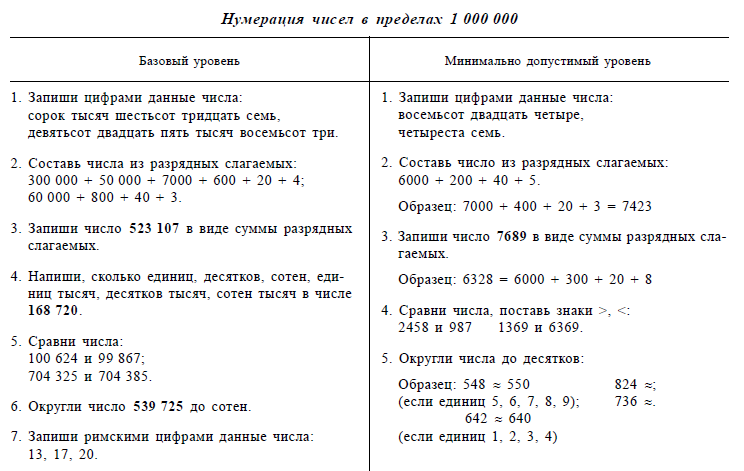 Нумерация чисел в пределах 1 000 000
Базовый уровень
1. Запиши цифрами данные числа:
сорок тысяч шестьсот тридцать семь,
девятьсот двадцать пять тысяч восемьсот три.
2. Составь числа из разрядных слагаемых:
300 000 + 50 000 + 7000 + 600 + 20 + 4;
60 000 + 800 + 40 + 3.
3. Запиши число 523 107 в виде суммы разрядных
слагаемых.
4. Напиши, сколько единиц, десятков, сотен, еди-
ниц тысяч, десятков тысяч, сотен тысяч в числе
168 720.
5. Сравни числа:
100 624 и 99 867;
704 325 и 704 385.
6. Округли число 539 725 до сотен.
7. Запиши римскими цифрами данные числа:
13, 17, 20.
Минимально допустимый уровень
1. Запиши цифрами данные числа:
восемьсот двадцать четыре,
четыреста семь.
2. Составь число из разрядных слагаемых:
6000 + 200 + 40 + 5.
Образец: 7000 + 400 + 20 + 3 = 7423
3. Запиши число 7689 в виде суммы разрядных сла-
гаемых.
Образец: 6328 = 6000 + 300 + 20 + 8
4. Сравни числа, поставь знаки >, <:
2458 и 987 1369 и 6369.
5. Округли числа до десятков:
Образец: 548 ≈ 550 824 ≈;
(если единиц 5, 6, 7, 8, 9); 736 ≈.
642 ≈ 640
(если единиц 1, 2, 3, 4)